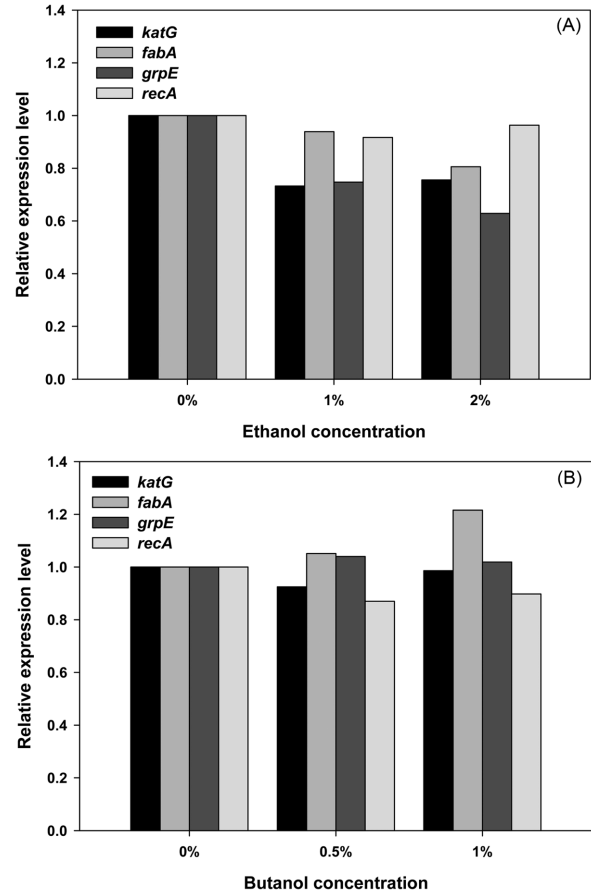 (A)
katG
fabA
grpE
recA
Relative expression level
1.4
1.2
1.0
0.8
0.6
0.4
0.2
0.0
0% 1% 2%
Ethanol concentration
(B)
katG
fabA
grpE
recA
Relative expression level
1.4
1.2
1.0
0.8
0.6
0.4
0.2
0.0
0% 0.5% 1%
Butanol concentration